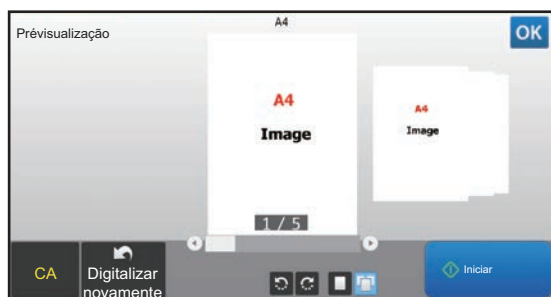 A4
Prévisualização
OK
A4
Image
A4
Image
1 / 5
CA
Digitalizar
novamente
Iniciar